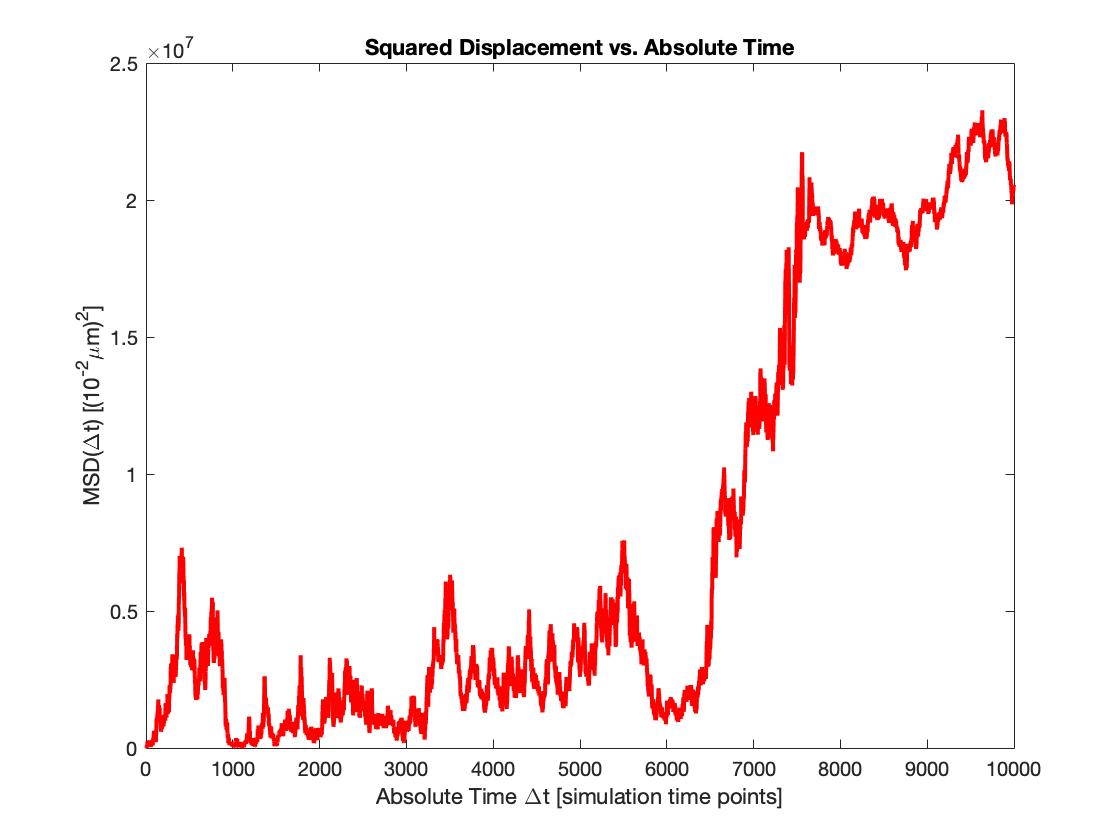 Squared Displacement vs. Absolute Time
×10^7
2.5
2
1.5
1
0.5
0
MSD(Δt) [(10^-2 μm)^2]
0 1000 2000 3000 4000 5000 6000 7000 8000 9000 10000
Absolute Time Δt [simulation time points]